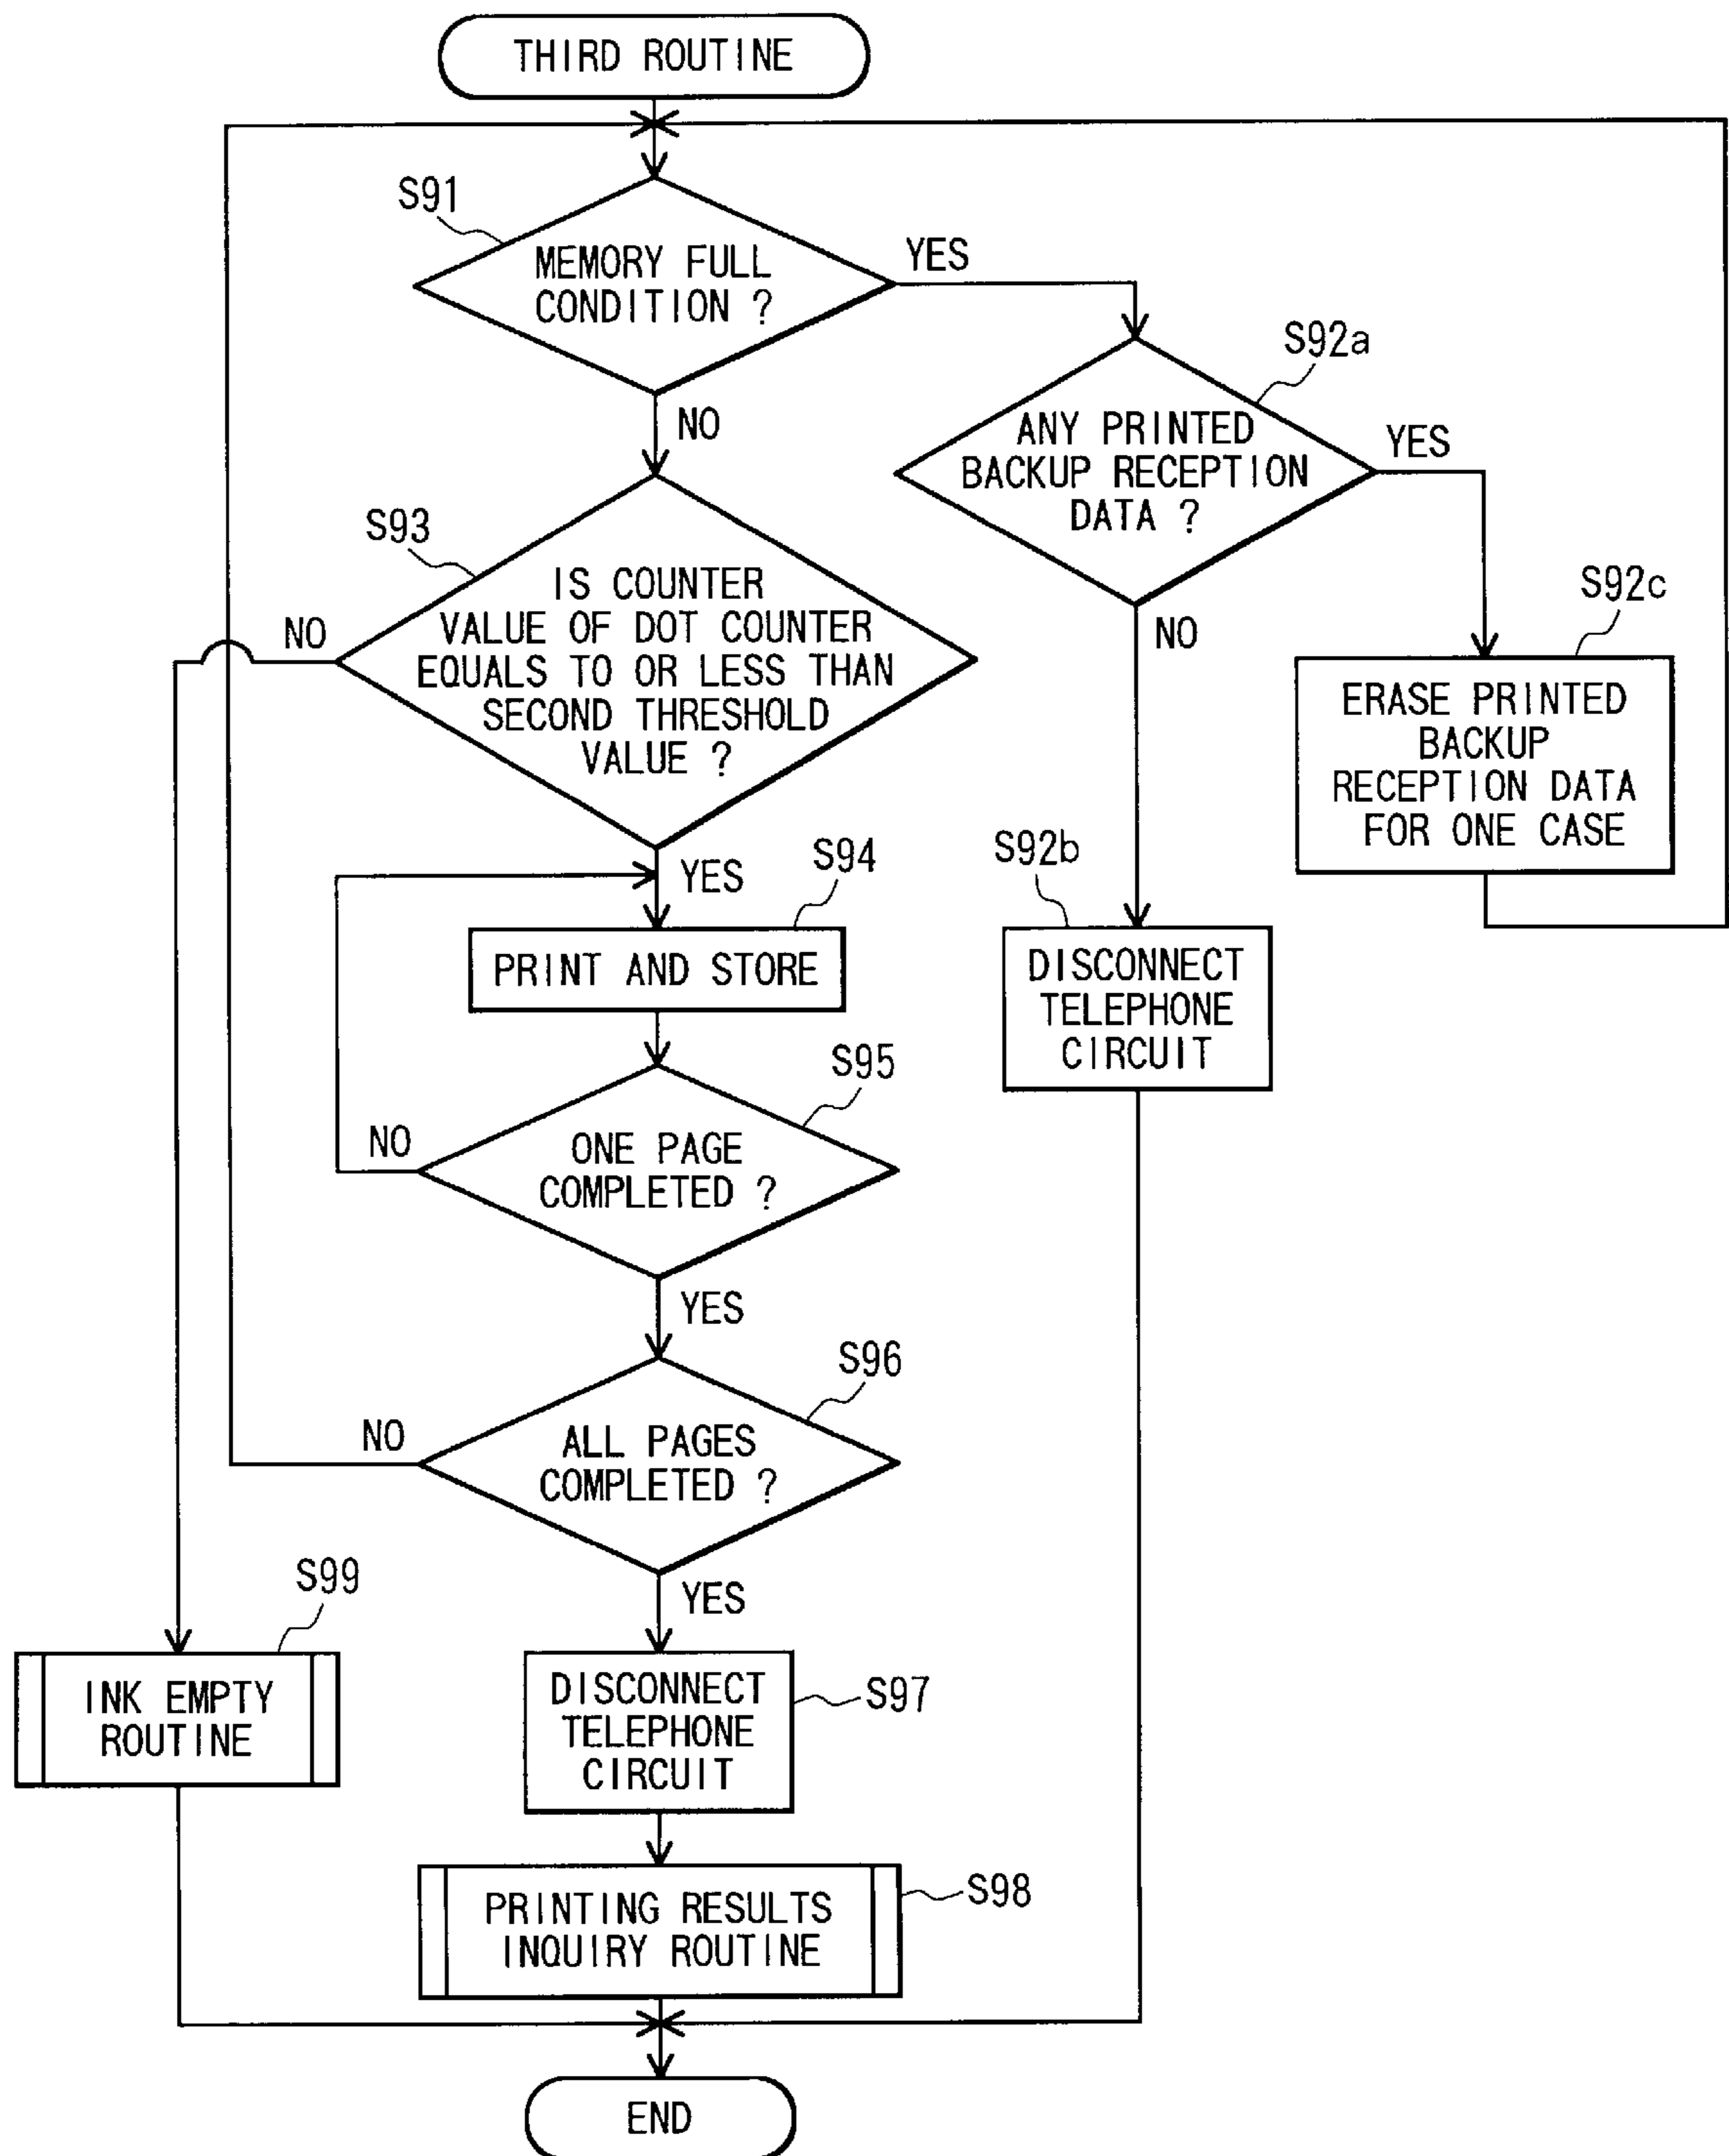 THIRD ROUTINE
S91
MEMORY FULL
CONDITION ?
YES
NO
S92a
ANY PRINTED
BACKUP RECEPTION
DATA ?
YES
NO
S92c
ERASE PRINTED
BACKUP
RECEPTION DATA
FOR ONE CASE
S93
IS COUNTER
VALUE OF DOT COUNTER
EQUALS TO OR LESS THAN
SECOND THRESHOLD
VALUE ?
NO
YES
S94
PRINT AND STORE
S92b
DISCONNECT
TELEPHONE
CIRCUIT
S95
ONE PAGE
COMPLETED ?
NO
YES
S96
ALL PAGES
COMPLETED ?
NO
YES
S99
INK EMPTY
ROUTINE
DISCONNECT
TELEPHONE
CIRCUIT
S97
PRINTING RESULTS
INQUIRY ROUTINE
S98
END